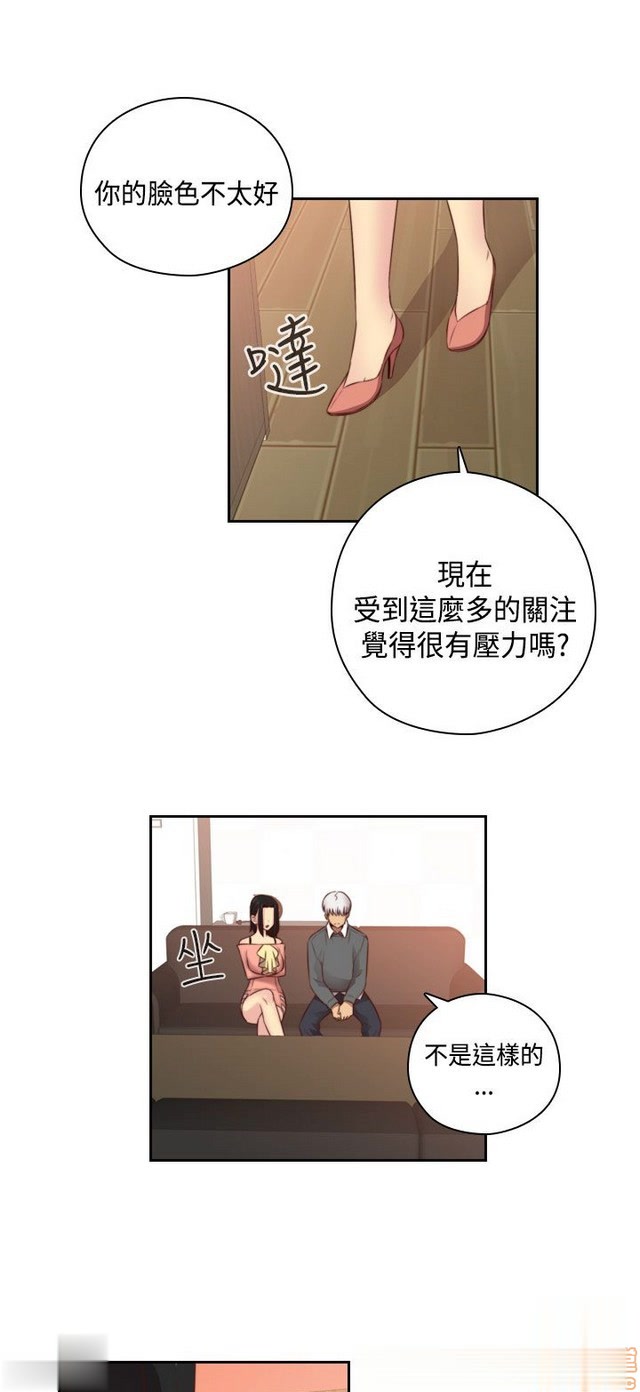 你的臉色不太好
噠
現在
受到這麼多的關注
覺得很有壓力嗎?
坐
不是這樣的
...